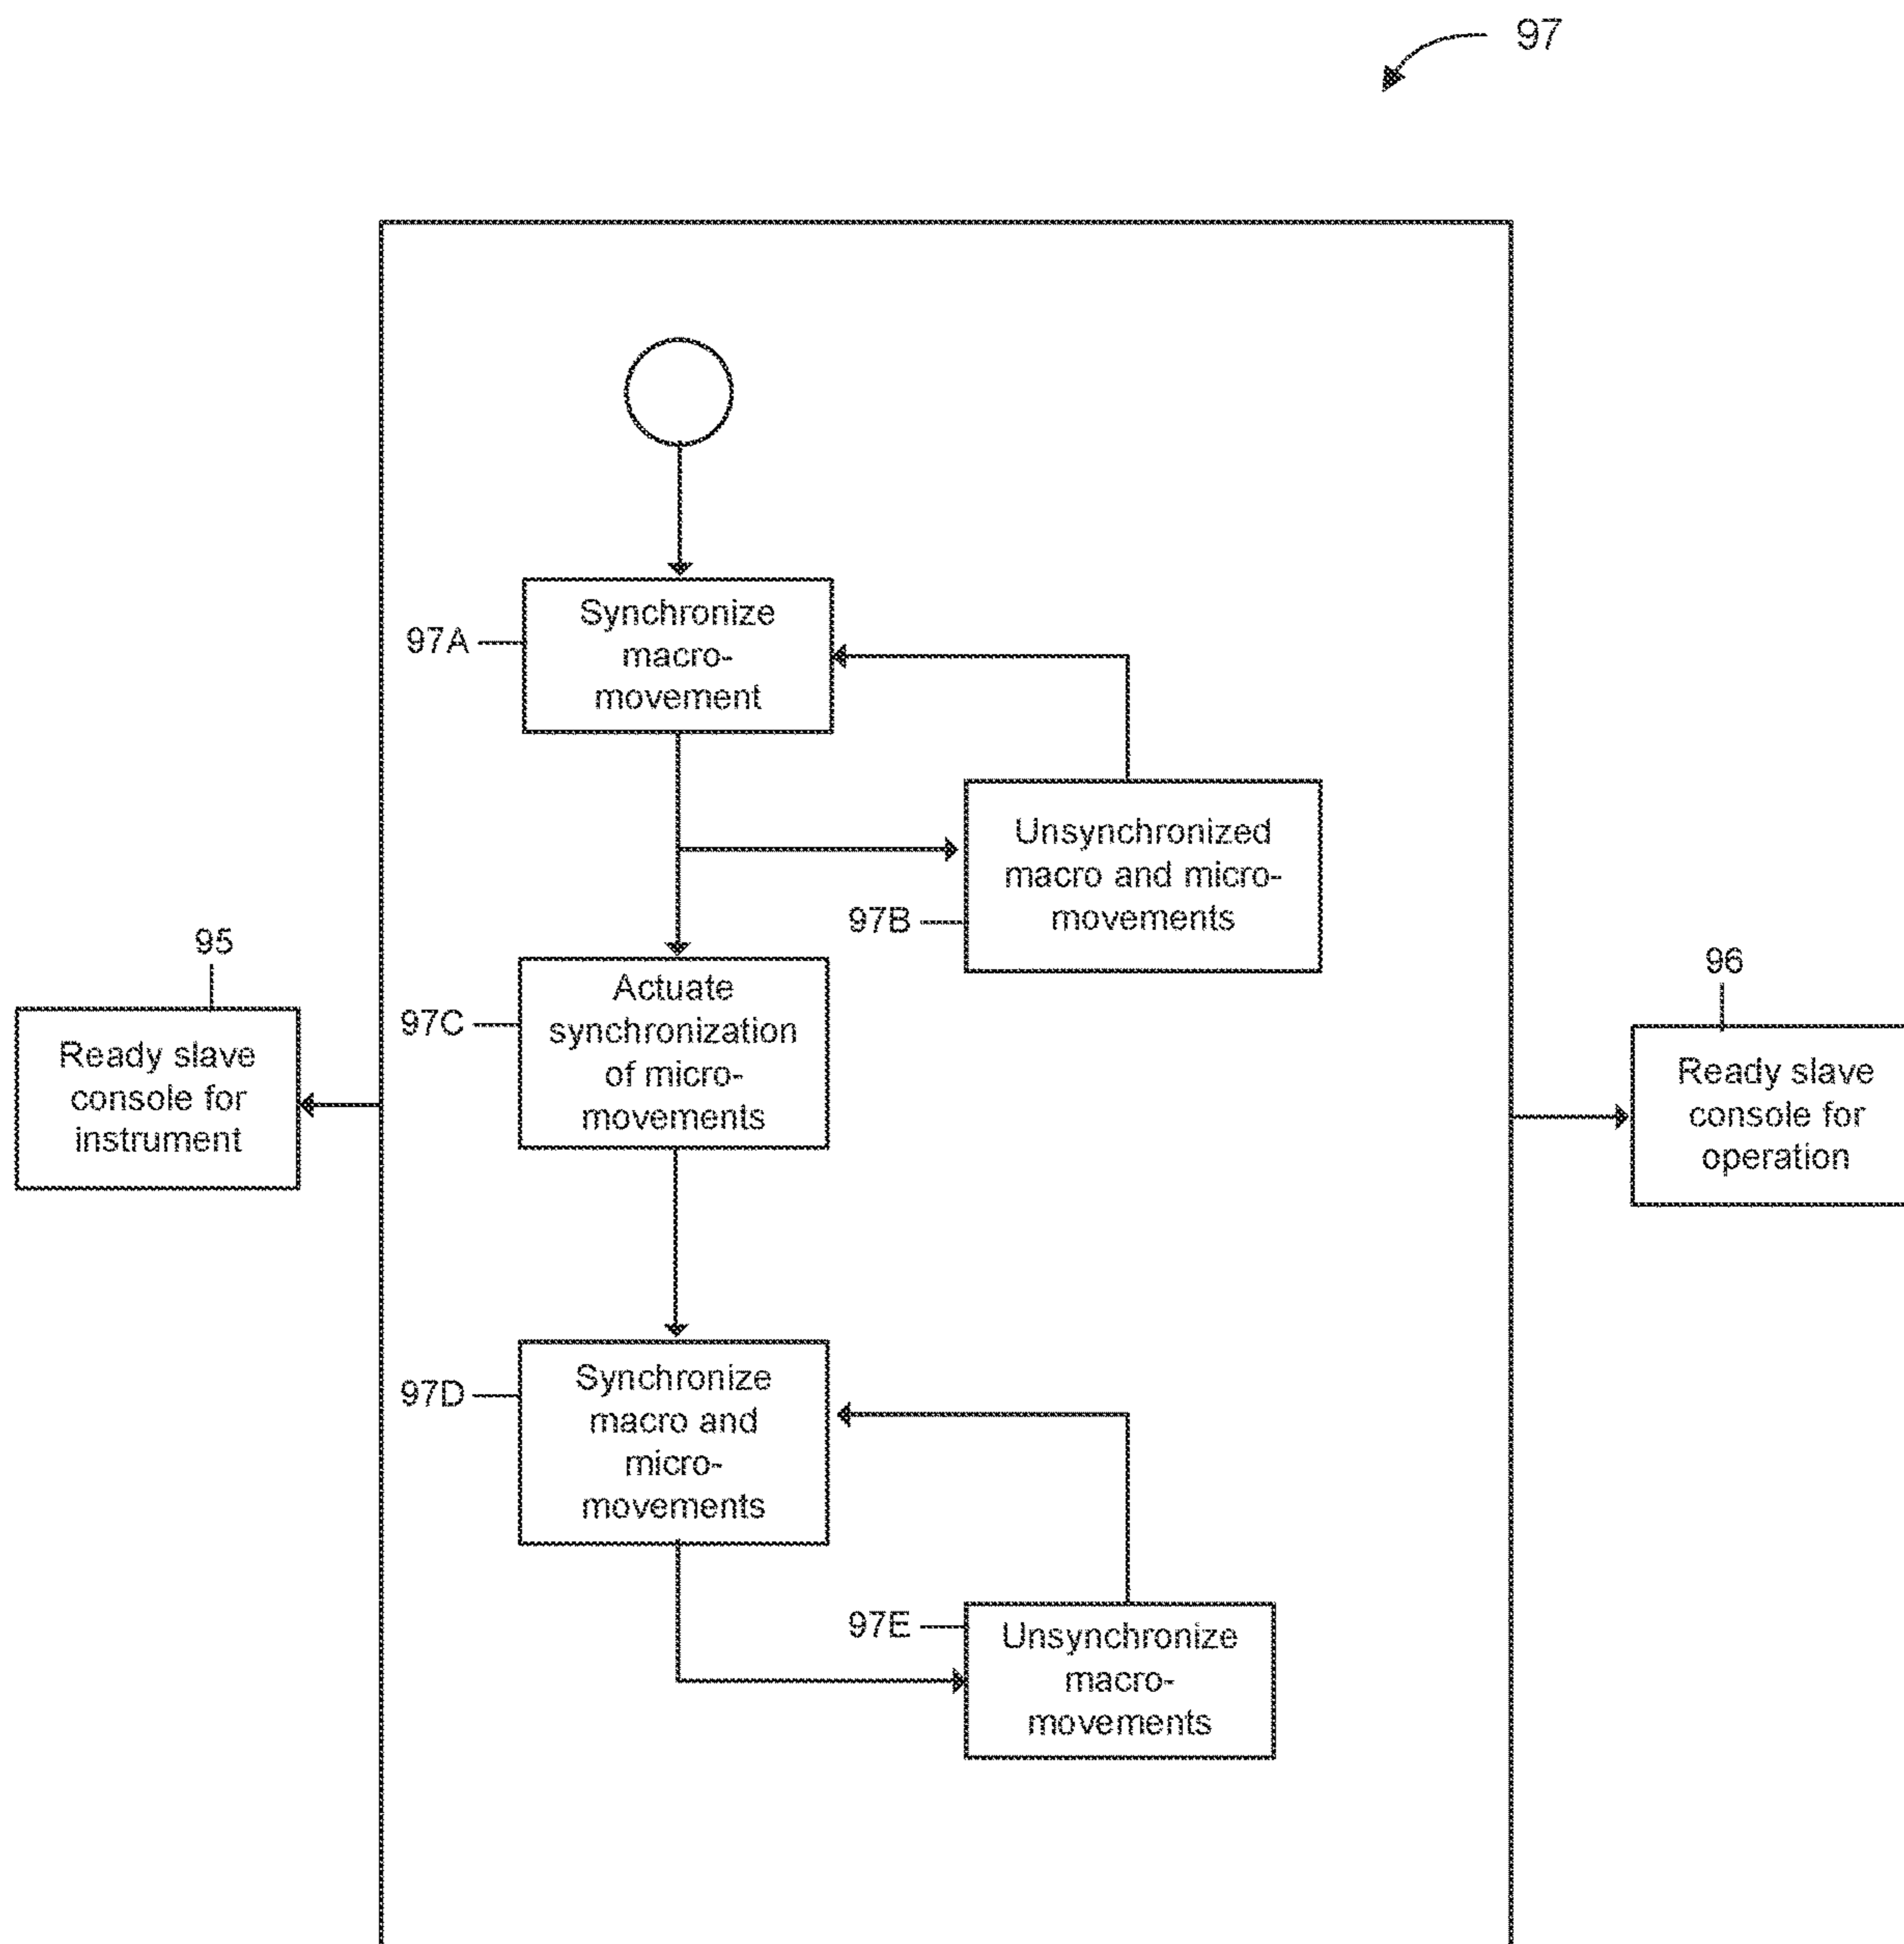 97
Synchronize
macro-
movement
97A
Unsynchronized
macro and micro-
movements
97B
95
Ready slave
console for
instrument
Actuate
synchronization
of micro-
movements
97C
96
Ready slave
console for
operation
Synchronize
macro and
micro-
movements
97D
97E
Unsynchronize
macro-
movements